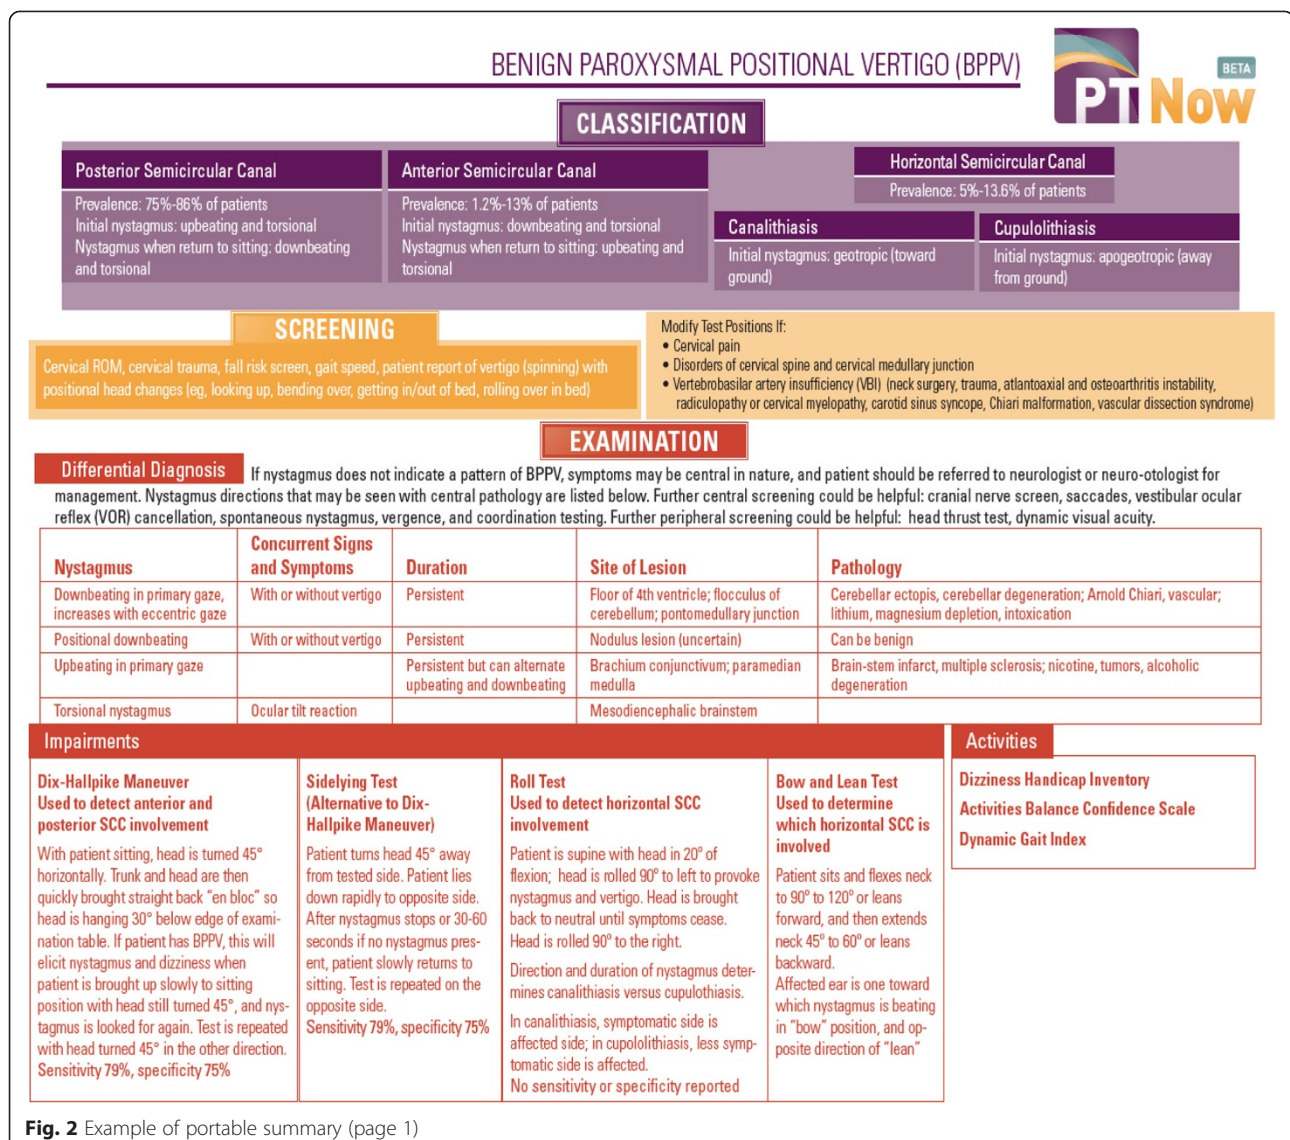 BENIGN PAROXYSMAL POSITIONAL VERTIGO (BPPV)
PT Now
BETA
CLASSIFICATION
Posterior Semicircular Canal
Prevalence: 75%-86% of patients
Initial nystagmus: upbeating and torsional
Nystagmus when return to sitting: downbeating
and torsional
Anterior Semicircular Canal
Prevalence: 1.2%-13% of patients
Initial nystagmus: downbeating and torsional
Nystagmus when return to sitting: upbeating and
torsional
Horizontal Semicircular Canal
Prevalence: 5%-13.6% of patients
Canalithiasis
Initial nystagmus: geotropic (toward
ground)
Cupulolithiasis
Initial nystagmus: apogeotropic (away
from ground)
SCREENING
Cervical ROM, cervical trauma, fall risk screen, gait speed, patient report of vertigo (spinning) with
positional head changes (eg, looking up, bending over, getting in/out of bed, rolling over in bed)
Modify Test Positions If:
• Cervical pain
• Disorders of cervical spine and cervical medullary junction
• Vertebrobasilar artery insufficiency (VBI) (neck surgery, trauma, atlantoaxial and osteoarthritis instability,
radiculopathy or cervical myelopathy, carotid sinus syncope, Chiari malformation, vascular dissection syndrome)
EXAMINATION
Differential Diagnosis If nystagmus does not indicate a pattern of BPPV, symptoms may be central in nature, and patient should be referred to neurologist or neuro-otologist for
management. Nystagmus directions that may be seen with central pathology are listed below. Further central screening could be helpful: cranial nerve screen, saccades, vestibular ocular
reflex (VOR) cancellation, spontaneous nystagmus, vergence, and coordination testing. Further peripheral screening could be helpful: head thrust test, dynamic visual acuity.
Nystagmus
Concurrent Signs
and Symptoms
Duration
Site of Lesion
Pathology
Downbeating in primary gaze,
increases with eccentric gaze
With or without vertigo
Persistent
Floor of 4th ventricle; flocculus of
cerebellum; pontomedullary junction
Cerebellar ectopis, cerebellar degeneration; Arnold Chiari, vascular;
lithium, magnesium depletion, intoxication
Positional downbeating
With or without vertigo
Persistent
Nodulus lesion (uncertain)
Can be benign
Upbeating in primary gaze
Persistent but can alternate
upbeating and downbeating
Brachium conjunctivum; paramedian
medulla
Brain-stem infarct, multiple sclerosis; nicotine, tumors, alcoholic
degeneration
Torsional nystagmus
Ocular tilt reaction
Mesodiencephalic brainstem
Impairments
Dix-Hallpike Maneuver
Used to detect anterior and
posterior SCC involvement
With patient sitting, head is turned 45°
horizontally. Trunk and head are then
quickly brought straight back "en bloc" so
head is hanging 30° below edge of exami-
nation table. If patient has BPPV, this will
elicit nystagmus and dizziness when
patient is brought up slowly to sitting
position with head still turned 45°, and nys-
tagmus is looked for again. Test is repeated
with head turned 45° in the other direction.
Sensitivity 79%, specificity 75%
Sidelying Test
(Alternative to Dix-
Hallpike Maneuver)
Patient turns head 45° away
from tested side. Patient lies
down rapidly to opposite side.
After nystagmus stops or 30-60
seconds if no nystagmus pres-
ent, patient slowly returns to
sitting. Test is repeated on the
opposite side.
Sensitivity 79%, specificity 75%
Roll Test
Used to detect horizontal SCC
involvement
Patient is supine with head in 20° of
flexion; head is rolled 90° to left to provoke
nystagmus and vertigo. Head is brought
back to neutral until symptoms cease.
Head is rolled 90° to the right.
Direction and duration of nystagmus deter-
mines canalithiasis versus cupulothiasis.
In canalithiasis, symptomatic side is
affected side; in cupololithiasis, less symp-
tomatic side is affected.
No sensitivity or specificity reported
Bow and Lean Test
Used to determine
which horizontal SCC is
involved
Patient sits and flexes neck
to 90° to 120° or leans
forward, and then extends
neck 45° to 60° or leans
backward.
Affected ear is one toward
which nystagmus is beating
in "bow" position, and op-
posite direction of "lean"
Activities
Dizziness Handicap Inventory
Activities Balance Confidence Scale
Dynamic Gait Index
Fig. 2 Example of portable summary (page 1)